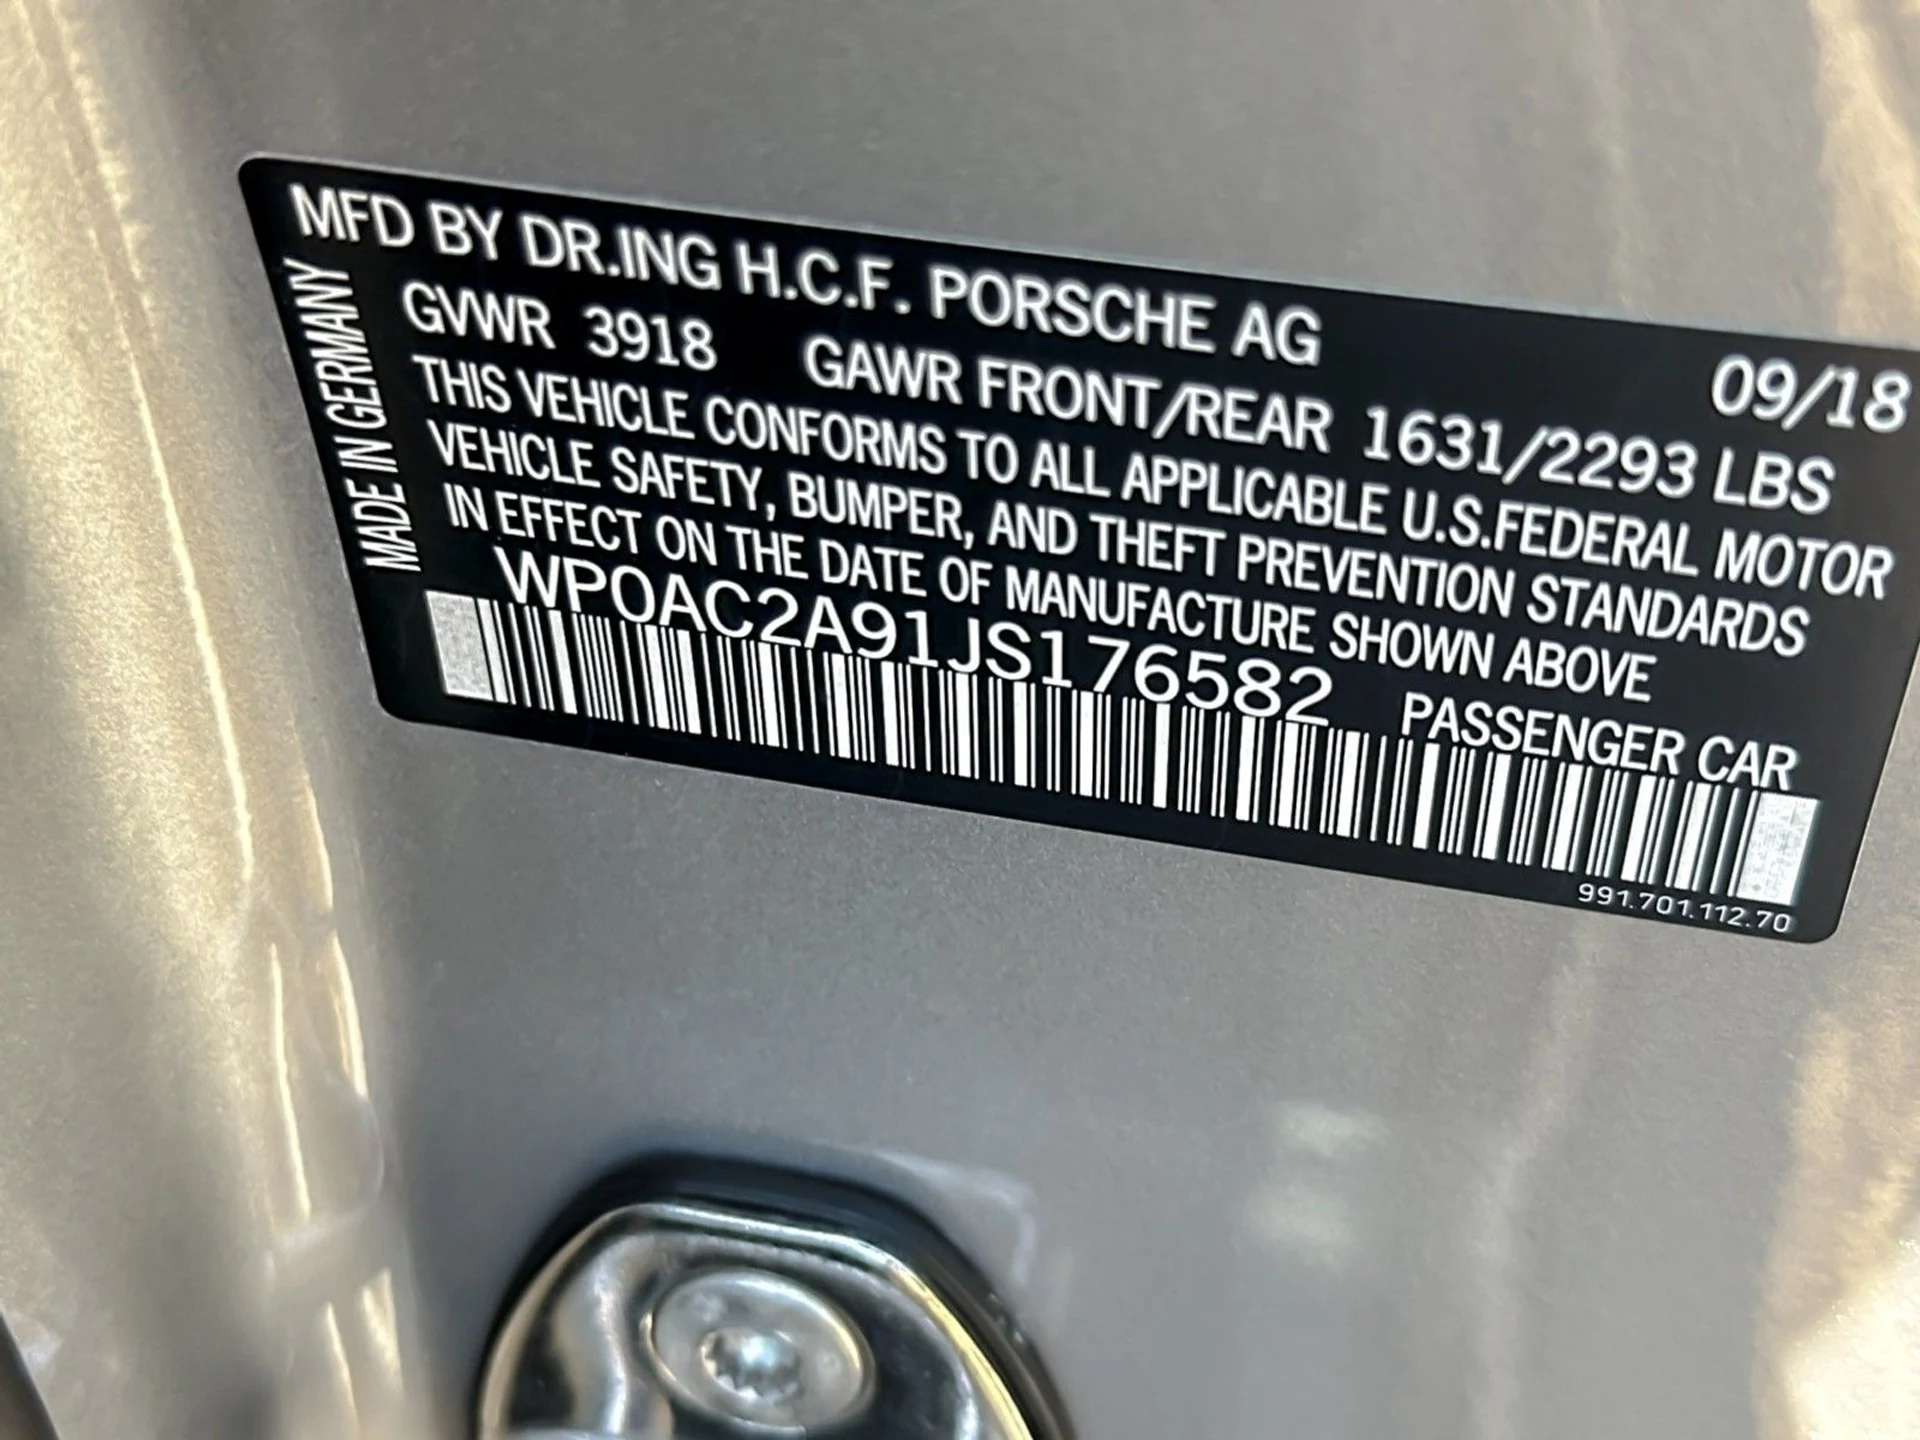 MFD BY DR.ING H.C.F. PORSCHE AG 09/18
GVWR 3918 GAWR FRONT/REAR 1631/2293 LBS
THIS VEHICLE CONFORMS TO ALL APPLICABLE U.S.FEDERAL MOTOR
VEHICLE SAFETY, BUMPER, AND THEFT PREVENTION STANDARDS
IN EFFECT ON THE DATE OF MANUFACTURE SHOWN ABOVE
WP0AC2A91JS176582 PASSENGER CAR
991.701.112.70
MADE IN GERMANY